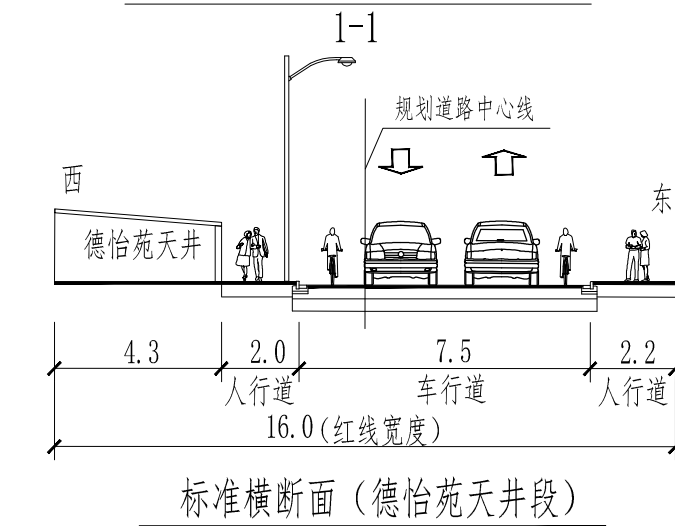 1-1
规划道路中心线
西
东
德怡苑天井
4.3 2.0 7.5 2.2
人行道 车行道 人行道
16.0(红线宽度)
标准横断面（德怡苑天井段）